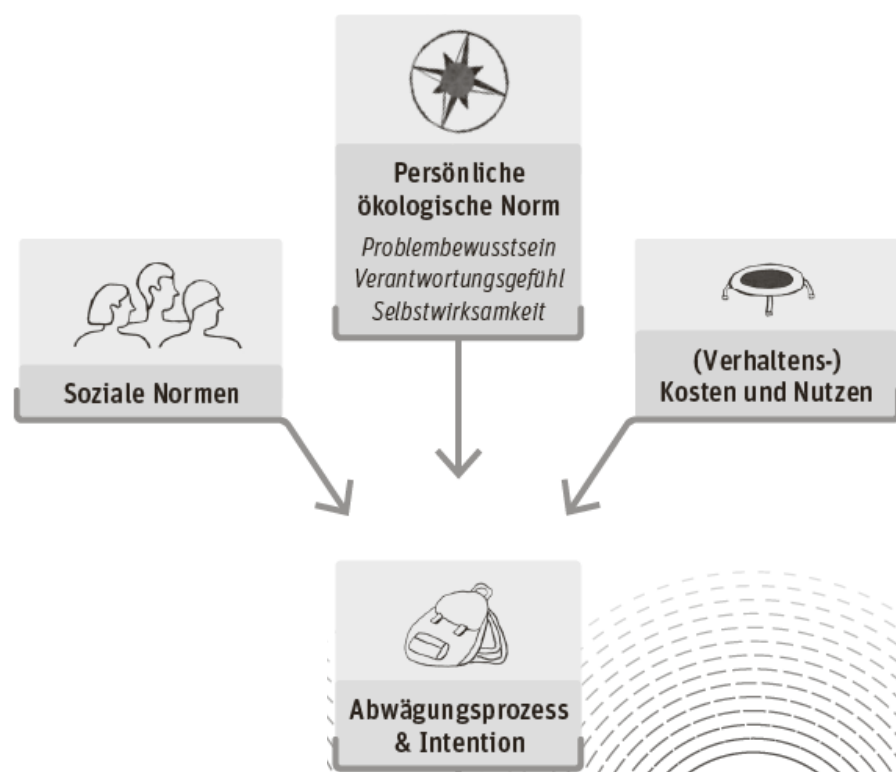 Persönliche
ökologische Norm
Problembewusstsein
Verantwortungsgefühl
Selbstwirksamkeit
Soziale Normen
(Verhaltens-)
Kosten und Nutzen
Abwägungsprozess
& Intention